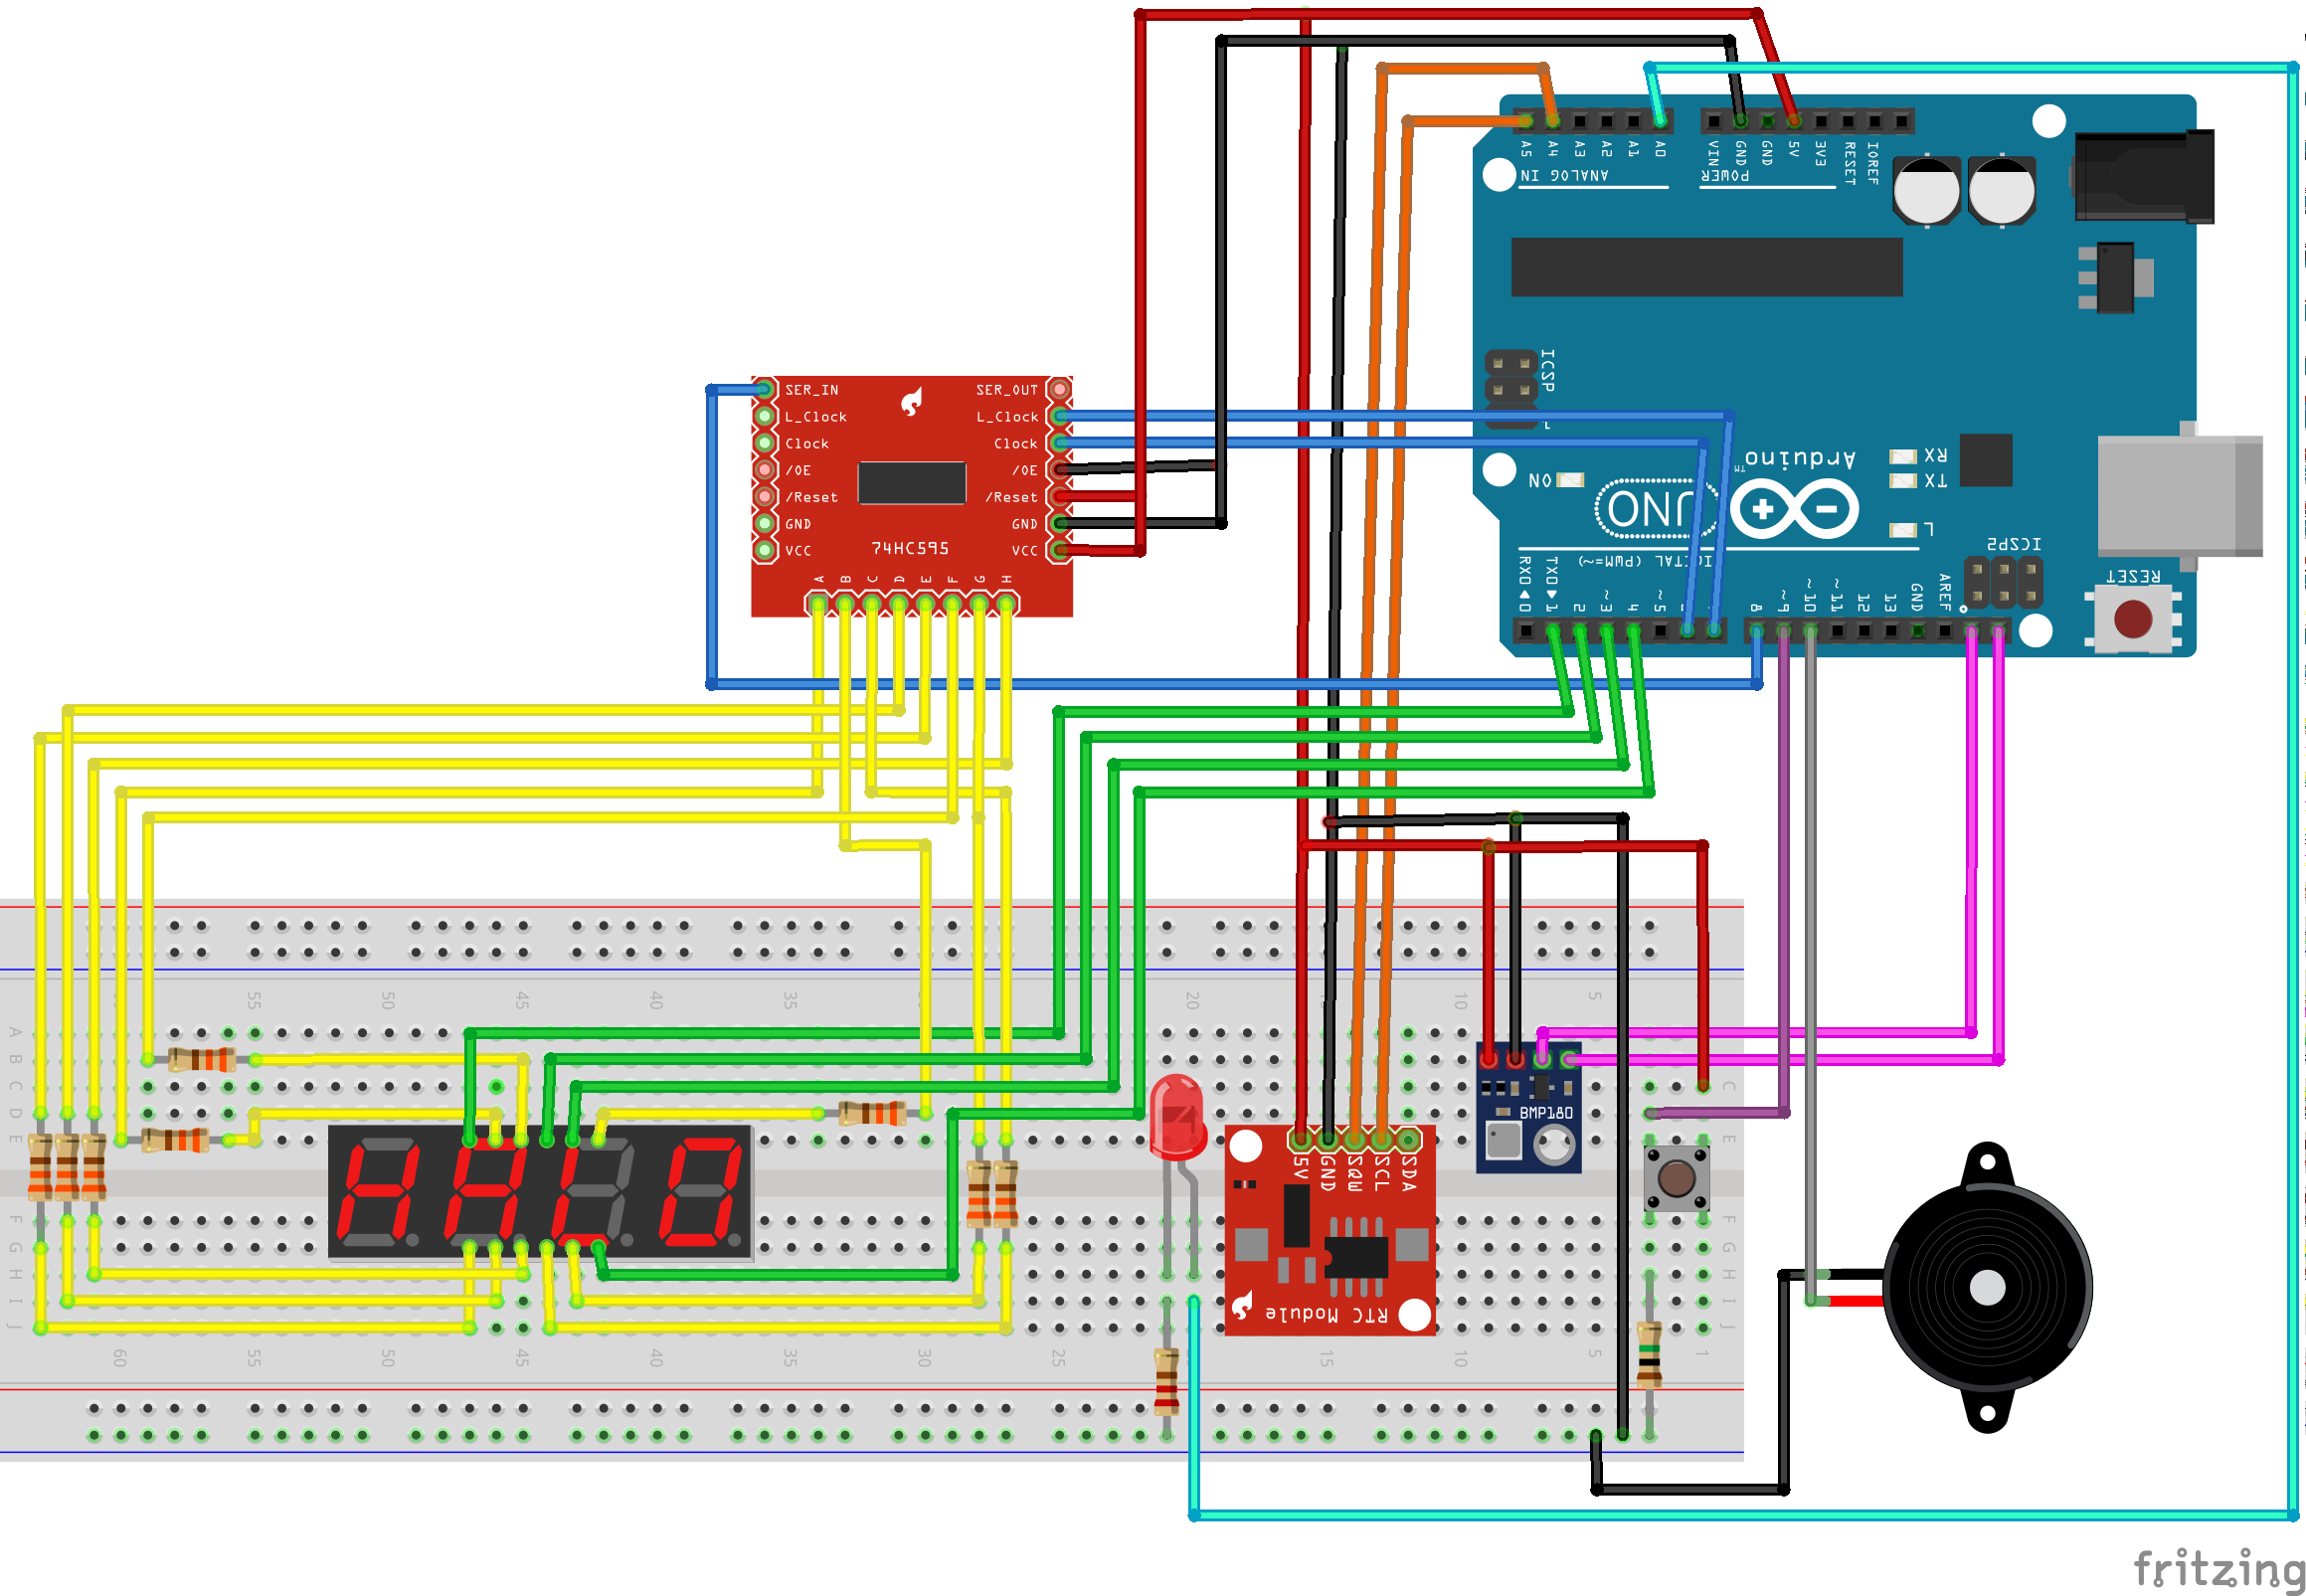 A5 A4 A3 A2 A1 A0
VIN GND GND 5V 3V3 RESET IOREF
ANALOG IN
POWER
ICSP
1
SER_IN SER_OUT
L_Clock L_Clock
Clock Clock
/OE /OE
/Reset /Reset
GND GND
VCC VCC
74HC595
A B C D E F G H
Arduino
TM
RX
TX
ON
UNO
L
ICSP2
RESET
RX0 TX0
0 1 2 ~3 4 ~5
8 ~9 ~10 ~11 12 13 GND AREF
55 50 45 40 35 20 10 5
A
B
C C
D
E E
F F
G G
H H
I I
J J
BMP180
5V GND SQW SCL SDA
RTC Module
60 55 50 45 40 35 30 25 15 10 5 1
fritzing